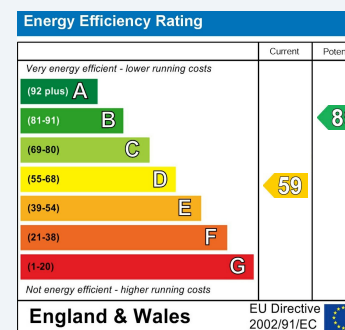 Energy Efficiency Rating
Current
Very energy efficient - lower running costs
(92 plus) A
(81-91) B
(69-80) C
(55-68) D
59
(39-54) E
(21-38) F
(1-20) G
Not energy efficient - higher running costs
England & Wales
EU Directive
2002/91/EC